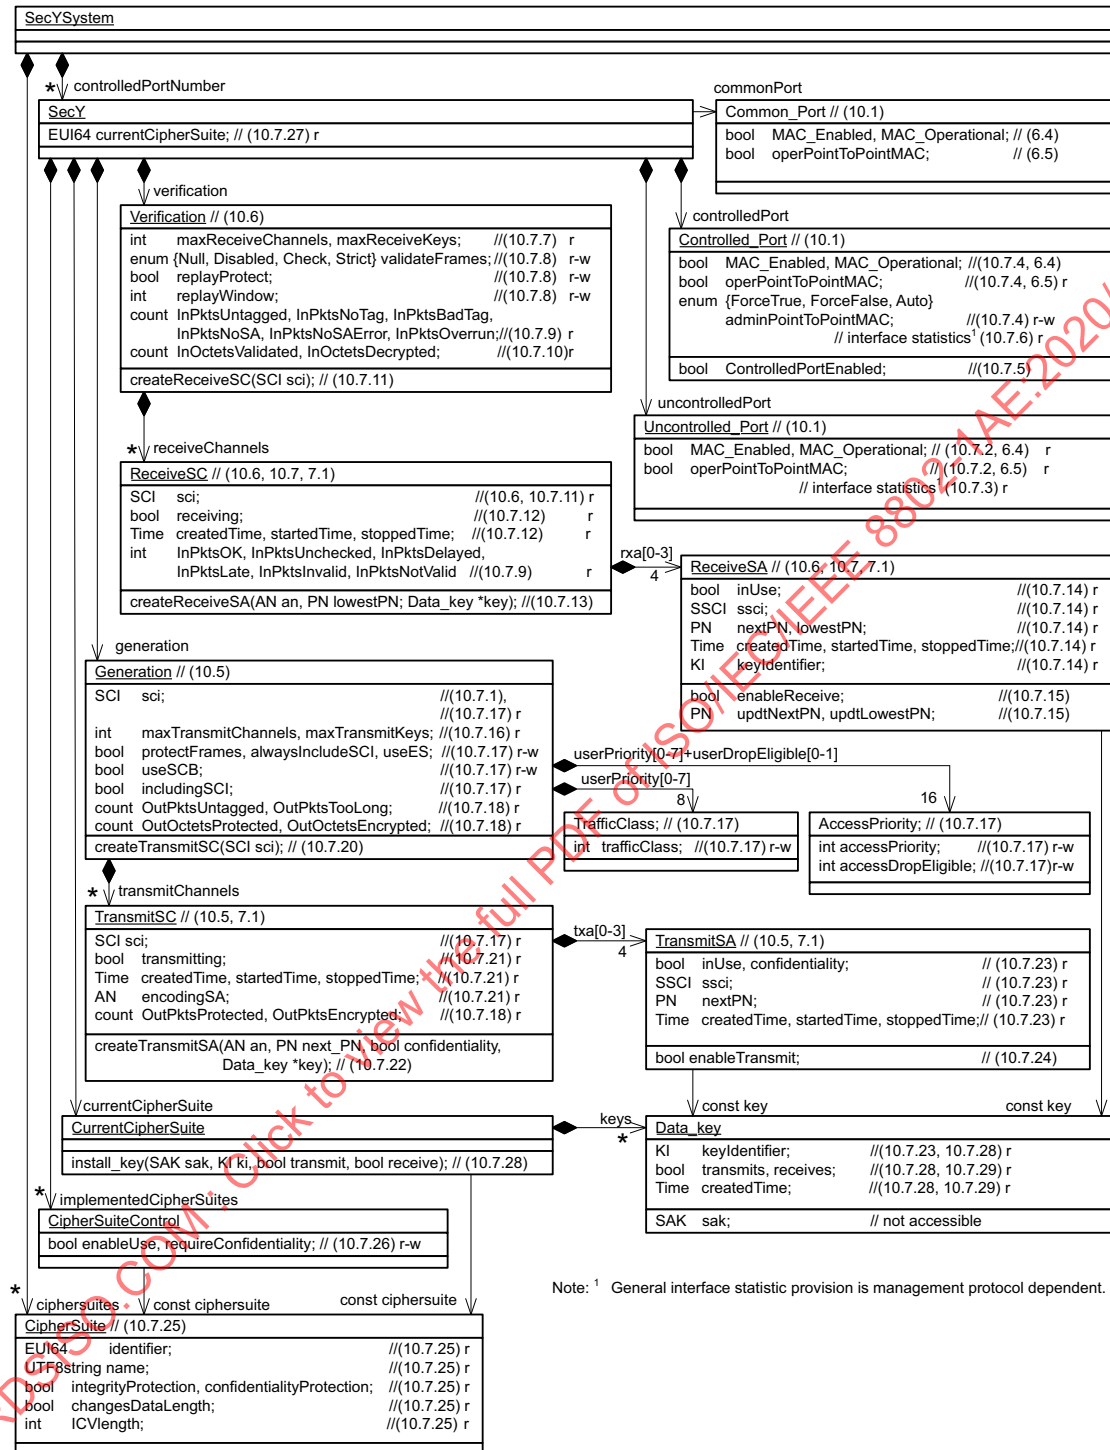 SecYSystem
* controlledPortNumber
commonPort
SecY
EUI64 currentCipherSuite; // (10.7.27) r
Common_Port // (10.1)
bool MAC_Enabled, MAC_Operational; // (6.4)
bool operPointToPointMAC; // (6.5)
verification
Verification // (10.6)
int maxReceiveChannels, maxReceiveKeys; //(10.7.7) r
enum {Null, Disabled, Check, Strict} validateFrames; //(10.7.8) r-w
bool replayProtect; //(10.7.8) r-w
int replayWindow; //(10.7.8) r-w
count InPktsUntagged, InPktsNoTag, InPktsBadTag,
InPktsNoSA, InPktsNoSAError, InPktsOverrun;//(10.7.9) r
count InOctetsValidated, InOctetsDecrypted; //(10.7.10)r
createReceiveSC(SCI sci); // (10.7.11)
controlledPort
Controlled_Port // (10.1)
bool MAC_Enabled, MAC_Operational; //(10.7.4, 6.4)
bool operPointToPointMAC; //(10.7.4, 6.5) r
enum {ForceTrue, ForceFalse, Auto}
adminPointToPointMAC; //(10.7.4) r-w
// interface statistics1 (10.7.6) r
bool ControlledPortEnabled; //(10.7.5)
uncontrolledPort
Uncontrolled_Port // (10.1)
bool MAC_Enabled, MAC_Operational; // (10.7.2, 6.4) r
bool operPointToPointMAC; // (10.7.2, 6.5) r
// interface statistics1 (10.7.3) r
* receiveChannels
ReceiveSC // (10.6, 10.7, 7.1)
SCI sci; //(10.6, 10.7.11) r
bool receiving; //(10.7.12) r
Time createdTime, startedTime, stoppedTime; //(10.7.12) r
int InPktsOK, InPktsUnchecked, InPktsDelayed,
InPktsLate, InPktsInvalid, InPktsNotValid //(10.7.9) r
createReceiveSA(AN an, PN lowestPN; Data_key *key); //(10.7.13)
rxa[0-3]
4
ReceiveSA // (10.6, 10.7, 7.1)
bool inUse; //(10.7.14) r
SSCI ssci; //(10.7.14) r
PN nextPN, lowestPN; //(10.7.14) r
Time createdTime, startedTime, stoppedTime;//(10.7.14) r
KI keyIdentifier; //(10.7.14) r
bool enableReceive; //(10.7.15)
PN updtNextPN, updtLowestPN; //(10.7.15)
generation
Generation // (10.5)
SCI sci; //(10.7.1),
//(10.7.17) r
int maxTransmitChannels, maxTransmitKeys; //(10.7.16) r
bool protectFrames, alwaysIncludeSCI, useES; //(10.7.17) r-w
bool useSCB; //(10.7.17) r-w
bool includingSCI; //(10.7.17) r
count OutPktsUntagged, OutPktsTooLong; //(10.7.18) r
count OutOctetsProtected, OutOctetsEncrypted; //(10.7.18) r
createTransmitSC(SCI sci); // (10.7.20)
userPriority[0-7]+userDropEligible[0-1]
userPriority[0-7]
8
16
TrafficClass; // (10.7.17)
int trafficClass; //(10.7.17) r-w
AccessPriority; // (10.7.17)
int accessPriority; //(10.7.17) r-w
int accessDropEligible; //(10.7.17)r-w
* transmitChannels
TransmitSC // (10.5, 7.1)
SCI sci; //(10.7.17) r
bool transmitting; //(10.7.21) r
Time createdTime, startedTime, stoppedTime; //(10.7.21) r
AN encodingSA; //(10.7.21) r
count OutPktsProtected, OutPktsEncrypted; //(10.7.18) r
createTransmitSA(AN an, PN next_PN, bool confidentiality,
Data_key *key); // (10.7.22)
txa[0-3]
4
TransmitSA // (10.5, 7.1)
bool inUse, confidentiality; // (10.7.23) r
SSCI ssci; // (10.7.23) r
PN nextPN; // (10.7.23) r
Time createdTime, startedTime, stoppedTime;// (10.7.23) r
bool enableTransmit; // (10.7.24)
currentCipherSuite
CurrentCipherSuite
install_key(SAK sak, KI ki, bool transmit, bool receive); // (10.7.28)
keys
*
const key
const key
Data_key
KI keyIdentifier; //(10.7.23, 10.7.28) r
bool transmits, receives; //(10.7.28, 10.7.29) r
Time createdTime; //(10.7.28, 10.7.29) r
SAK sak; // not accessible
* implementedCipherSuites
CipherSuiteControl
bool enableUse, requireConfidentiality; // (10.7.26) r-w
* ciphersuites
const ciphersuite
const ciphersuite
Note: 1 General interface statistic provision is management protocol dependent.
CipherSuite // (10.7.25)
EUI64 identifier; //(10.7.25) r
UTF8string name; //(10.7.25) r
bool integrityProtection, confidentialityProtection; //(10.7.25) r
bool changesDataLength; //(10.7.25) r
int ICVlength; //(10.7.25) r
RDSISO.COM : Click to view the full PDF of ISO/IEC/IEEE 8802-1AE:2020/